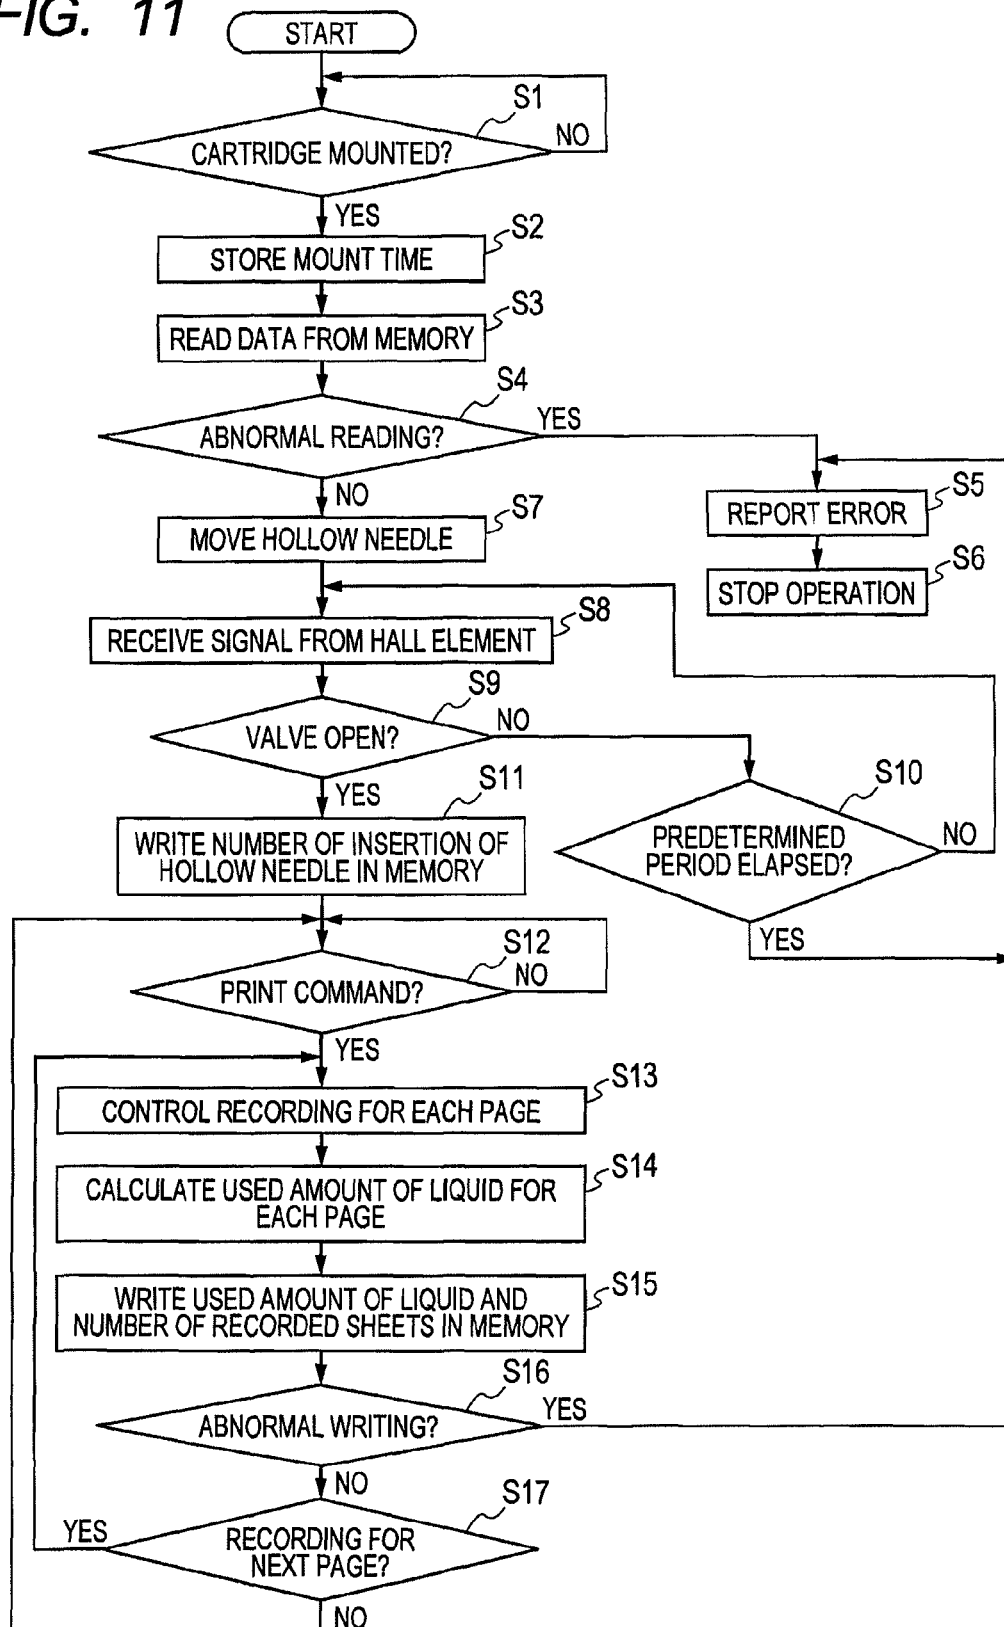 FIG. 11
START
S1
CARTRIDGE MOUNTED?
NO
YES
S2
STORE MOUNT TIME
S3
READ DATA FROM MEMORY
S4
ABNORMAL READING?
YES
NO
S5
REPORT ERROR
S6
STOP OPERATION
S7
MOVE HOLLOW NEEDLE
S8
RECEIVE SIGNAL FROM HALL ELEMENT
S9
VALVE OPEN?
NO
YES
S10
PREDETERMINED
PERIOD ELAPSED?
NO
YES
S11
WRITE NUMBER OF INSERTION OF
HOLLOW NEEDLE IN MEMORY
S12
PRINT COMMAND?
NO
YES
S13
CONTROL RECORDING FOR EACH PAGE
S14
CALCULATE USED AMOUNT OF LIQUID FOR
EACH PAGE
S15
WRITE USED AMOUNT OF LIQUID AND
NUMBER OF RECORDED SHEETS IN MEMORY
S16
ABNORMAL WRITING?
YES
NO
S17
RECORDING FOR
NEXT PAGE?
YES
NO